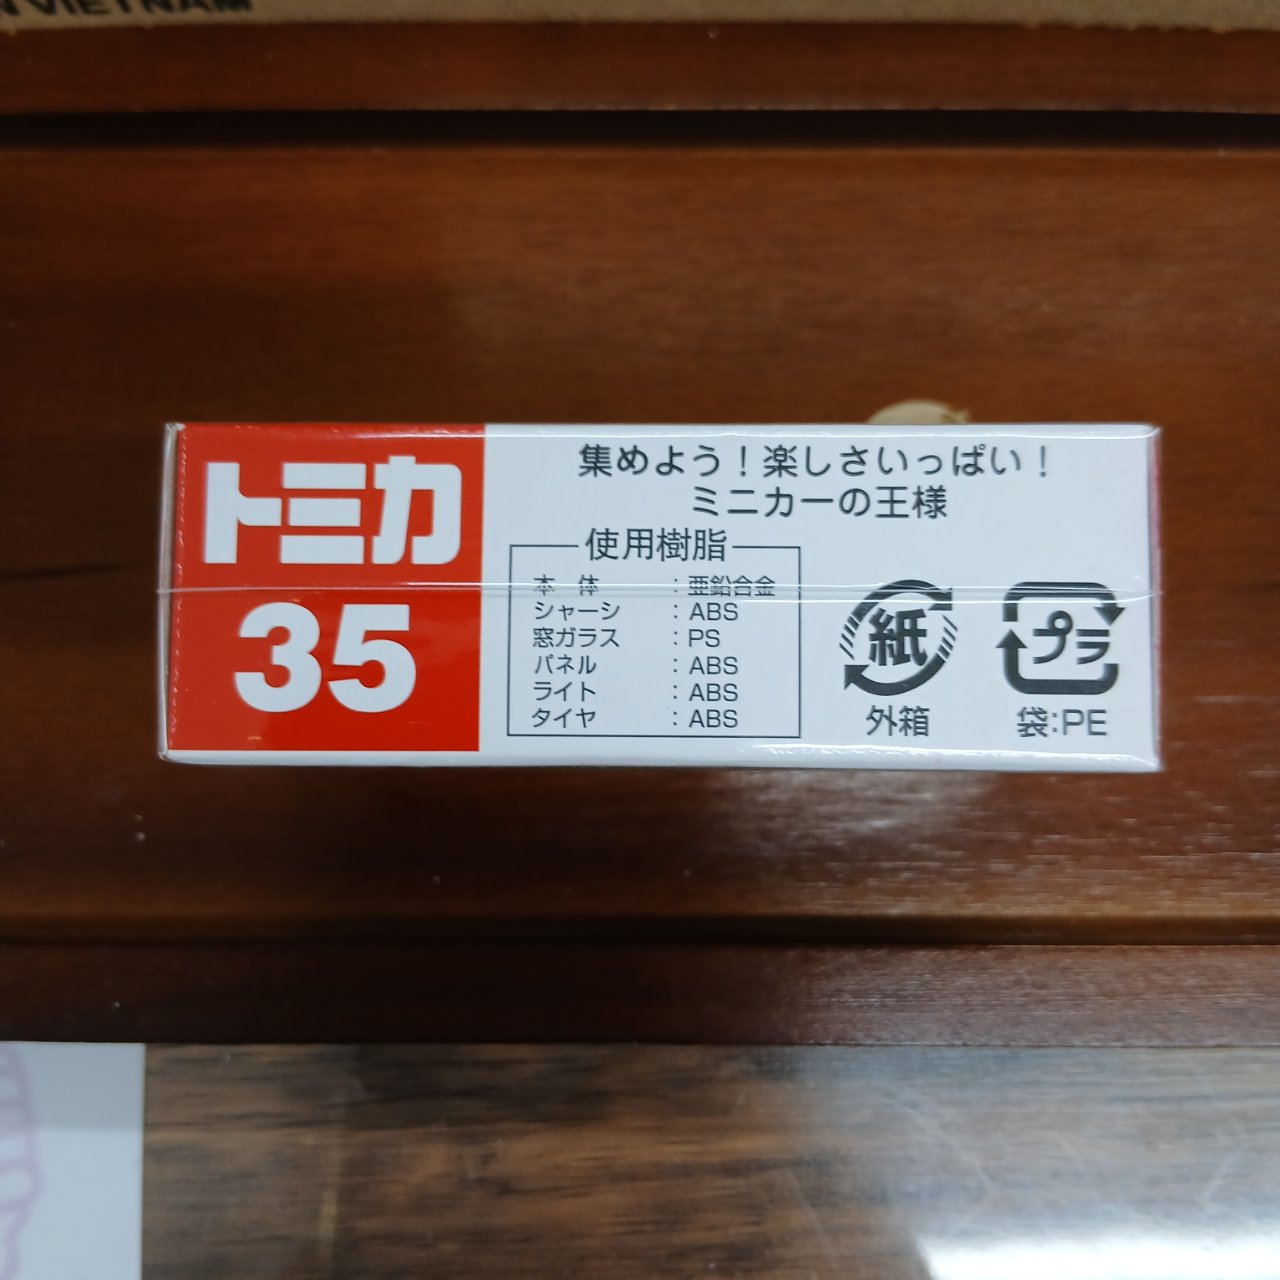 N VIETNAM
トミカ
35
集めよう！楽しさいっぱい！
ミニカーの王様
使用樹脂
本 体 ：亜鉛合金
シャーシ ：ABS
窓ガラス ：PS
パネル ：ABS
ライト ：ABS
タイヤ ：ABS
紙
外箱
プラ
袋：PE